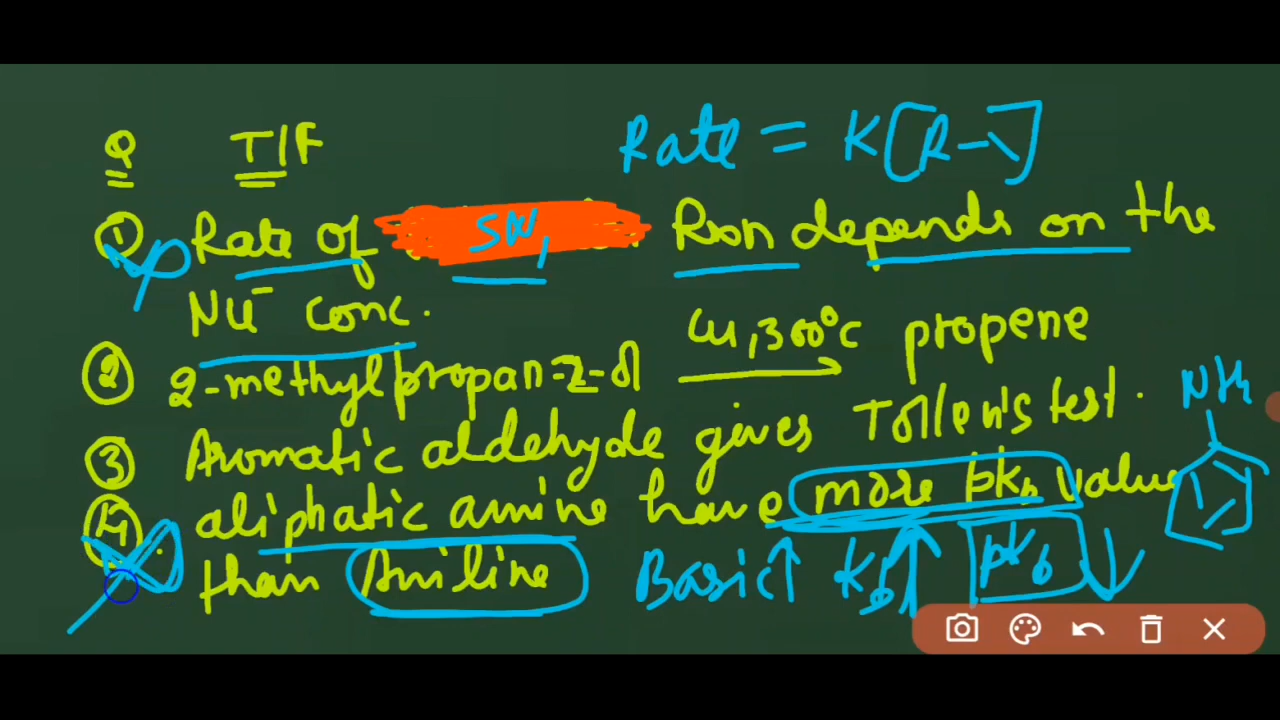 Q T/F Rate = K[R-X]
① Rate of SN1 Rxn depends on the
Nu⁻ conc.
② 2-methylpropan-2-ol Cu,300°C propene
③ Aromatic aldehyde gives Tollen's test.
NH2
④. aliphatic amine have more pKb value
than Aniline Basic↑ Kb↑ pKb↓